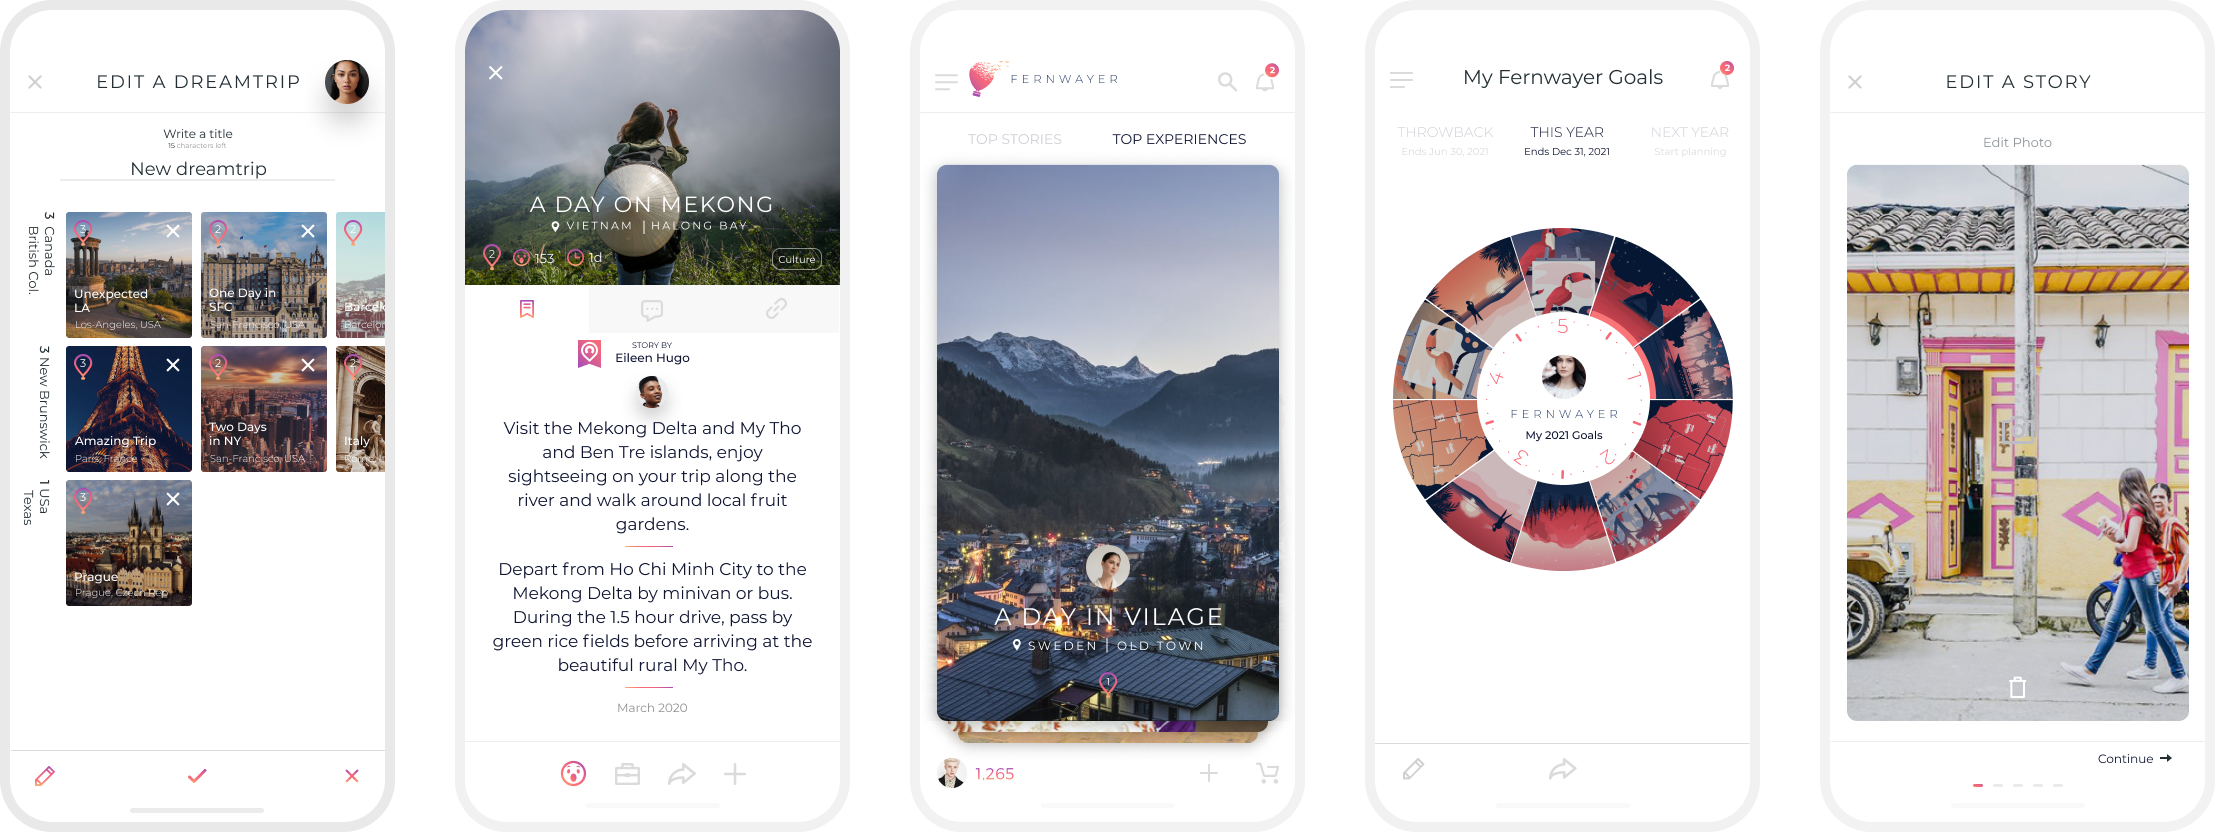 EDIT A DREAMTRIP
Write a title
15 characters left
New dreamtrip
3 Canada
British Col.
3
Unexpected
LA
Los-Angeles, USA
2
One Day in
SFC
San-Francisco, USA
2
3 New Brunswick
3
Amazing Trip
Paris, France
2
Two Days
in NY
San-Francisco, USA
2
Italy
1 USa
Texas
3
Prague
Prague, Czech Rep
A DAY ON MEKONG
VIETNAM | HALONG BAY
2
153
1d
Culture
STORY BY
Eileen Hugo
Visit the Mekong Delta and My Tho
and Ben Tre islands, enjoy
sightseeing on your trip along the
river and walk around local fruit
gardens.
Depart from Ho Chi Minh City to the
Mekong Delta by minivan or bus.
During the 1.5 hour drive, pass by
green rice fields before arriving at the
beautiful rural My Tho.
March 2020
FERNWAYER
2
TOP STORIES
TOP EXPERIENCES
A DAY IN VILAGE
SWEDEN | OLD TOWN
1
1.265
My Fernwayer Goals
2
THROWBACK
Ends Jun 30, 2021
THIS YEAR
Ends Dec 31, 2021
NEXT YEAR
Start planning
5
1
4
FERNWAYER
My 2021 Goals
3
2
EDIT A STORY
Edit Photo
Continue